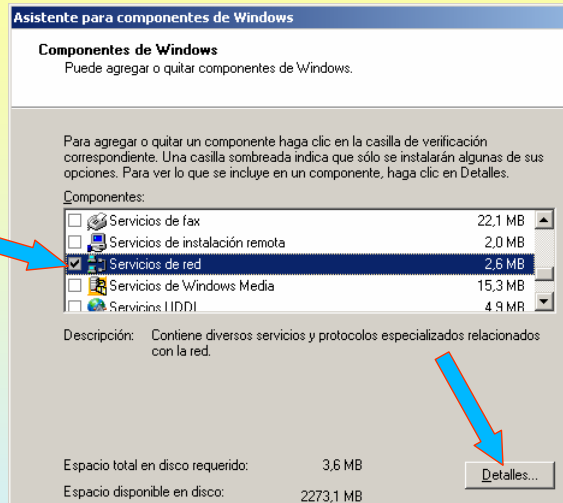 Asistente para componentes de Windows
Componentes de Windows
Puede agregar o quitar componentes de Windows.
Para agregar o quitar un componente haga clic en la casilla de verificación
correspondiente. Una casilla sombreada indica que sólo se instalarán algunas de sus
opciones. Para ver lo que se incluye en un componente, haga clic en Detalles.
Componentes:
Servicios de fax 22,1 MB
Servicios de instalación remota 2,0 MB
Servicios de red 2,6 MB
Servicios de Windows Media 15,3 MB
Servicios UDDI 4,9 MB
Descripción: Contiene diversos servicios y protocolos especializados relacionados
con la red.
Espacio total en disco requerido: 3,6 MB
Detalles...
Espacio disponible en disco: 2273,1 MB